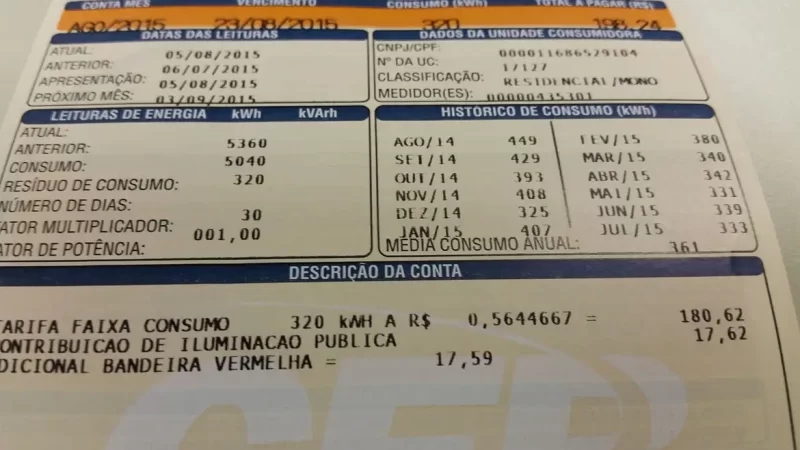 CONTA MÊS VENCIMENTO CONSUMO (kWh) TOTAL A PAGAR (R$)
AGO/2015 23/08/2015 320 198,24
DATAS DAS LEITURAS
ATUAL: 05/08/2015
ANTERIOR: 06/07/2015
APRESENTAÇÃO: 05/08/2015
PRÓXIMO MÊS: 03/09/2015
DADOS DA UNIDADE CONSUMIDORA
CNPJ/CPF: 000011686529104
Nº DA UC: 17127
CLASSIFICAÇÃO: RESIDENCIAL/MONO
MEDIDOR(ES): 00000435301
LEITURAS DE ENERGIA kWh kVArh
ATUAL: 5360
ANTERIOR: 5040
CONSUMO: 320
RESÍDUO DE CONSUMO:
NÚMERO DE DIAS: 30
ATOR MULTIPLICADOR: 001,00
ATOR DE POTÊNCIA:
HISTÓRICO DE CONSUMO (kWh)
AGO/14 449 FEV/15 380
SET/14 429 MAR/15 340
OUT/14 393 ABR/15 342
NOV/14 408 MAI/15 331
DEZ/14 325 JUN/15 339
JAN/15 407 JUL/15 333
MÉDIA CONSUMO ANUAL: 361
DESCRIÇÃO DA CONTA
TARIFA FAIXA CONSUMO 320 kWH A R$ 0,5644667 = 180,62
ONTRIBUICAO DE ILUMINACAO PUBLICA 17,62
DICIONAL BANDEIRA VERMELHA = 17,59